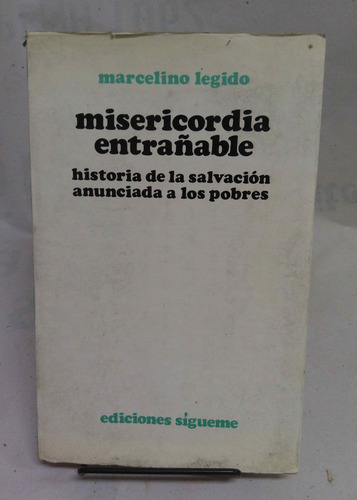 marcelino legido
misericordia
entrañable
historia de la salvación
anunciada a los pobres
ediciones sígueme